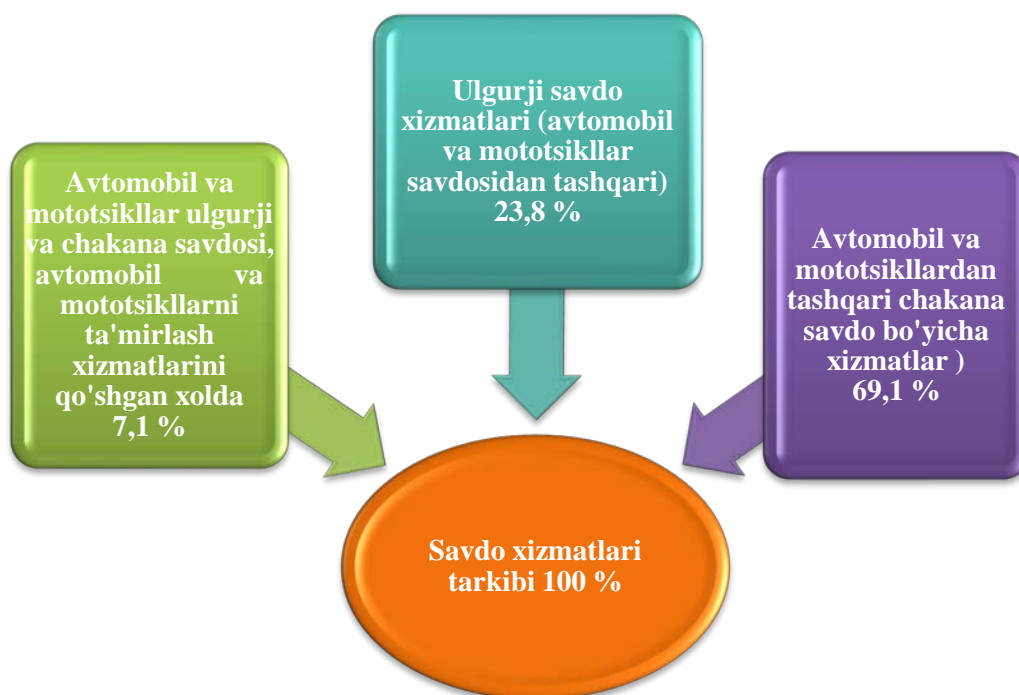 Avtomobil va
mototsikllar ulgurji
va chakana savdosi,
avtomobil va
mototsikllarni
ta'mirlash
xizmatlarini
qo'shgan xolda
7,1 %
Ulgurji savdo
xizmatlari (avtomobil
va mototsikllar
savdosidan tashqari)
23,8 %
Avtomobil va
mototsikllardan
tashqari chakana
savdo bo'yicha
xizmatlar )
69,1 %
Savdo xizmatlari
tarkibi 100 %